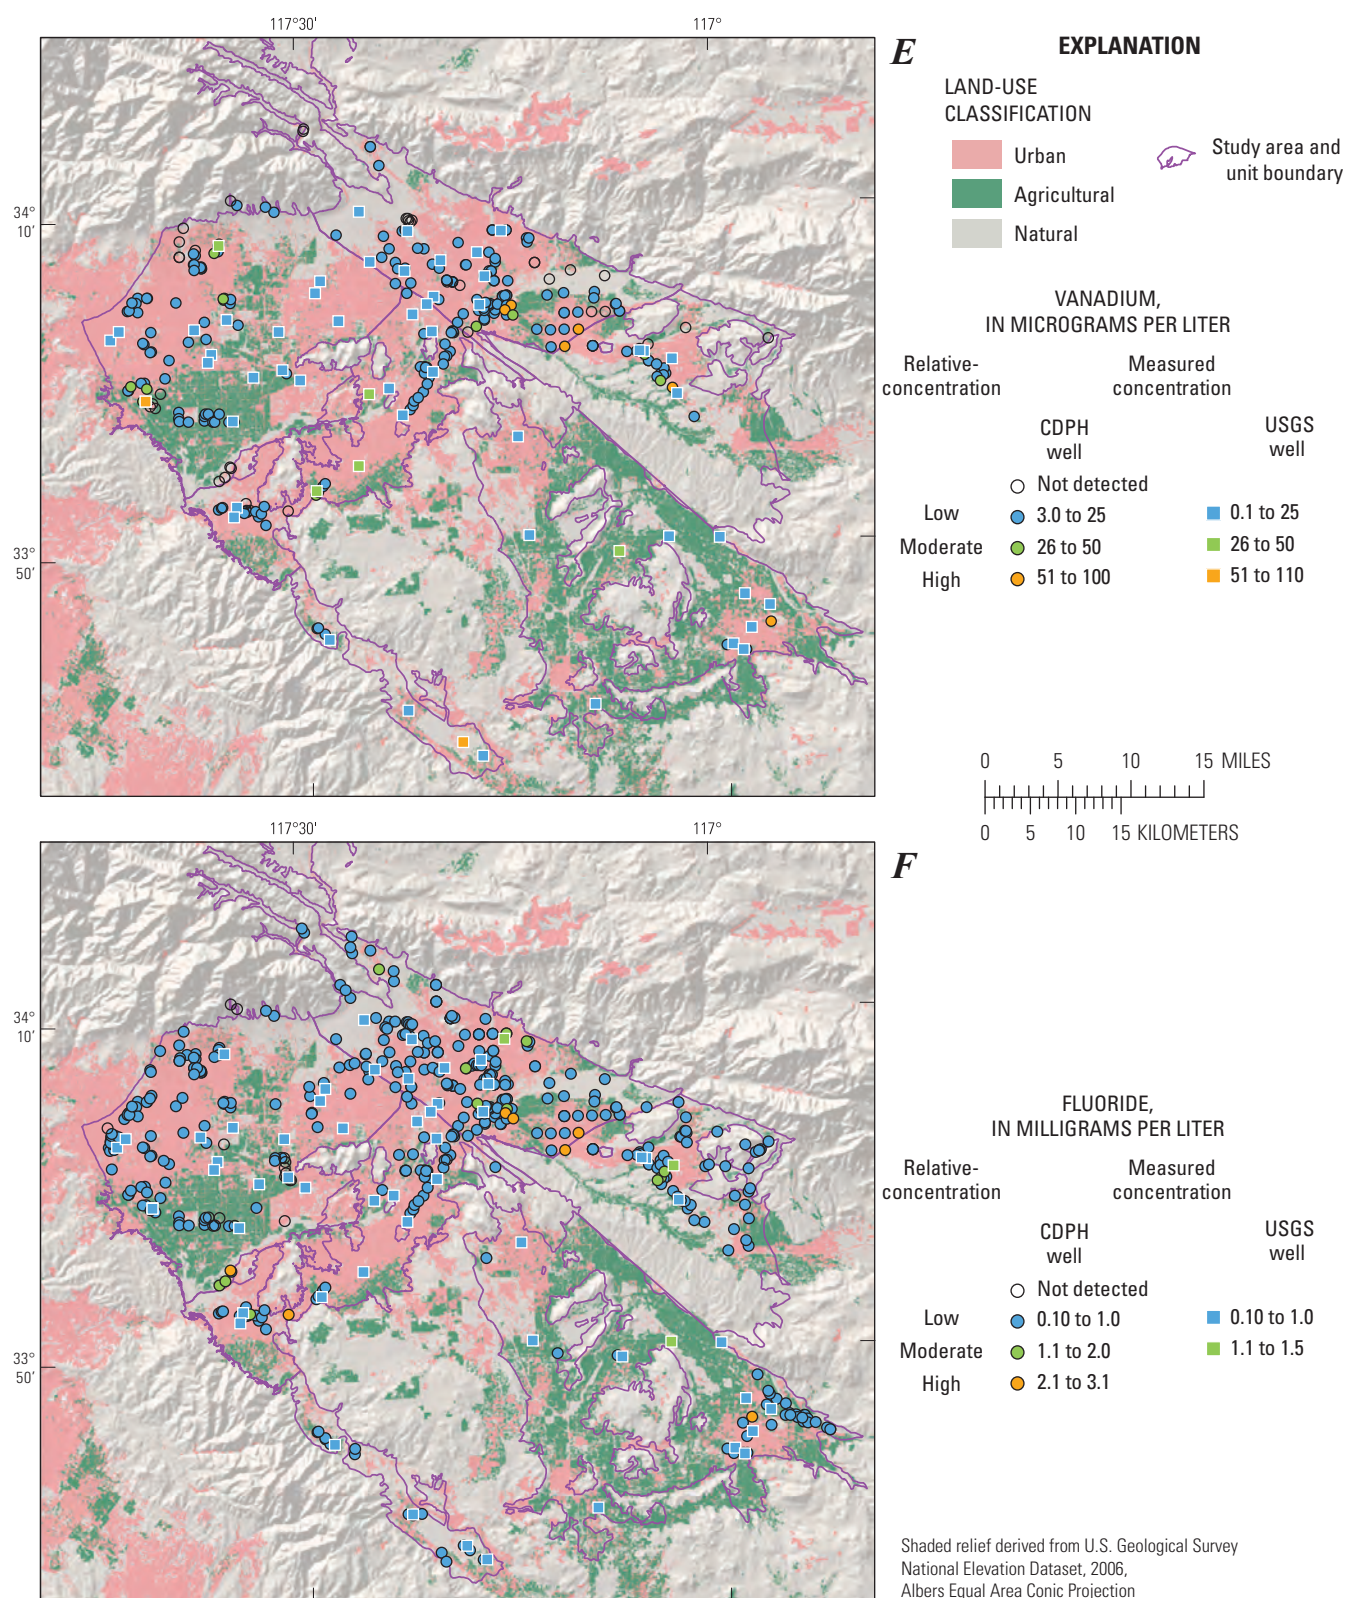 117°30'
117°
34°
10'
33°
50'
E
EXPLANATION
LAND-USE
CLASSIFICATION
Urban
Agricultural
Natural
Study area and
unit boundary
VANADIUM,
IN MICROGRAMS PER LITER
Relative-
concentration
Measured
concentration
CDPH
well
USGS
well
Not detected
Low
3.0 to 25
0.1 to 25
Moderate
26 to 50
26 to 50
High
51 to 100
51 to 110
0 5 10 15 MILES
0 5 10 15 KILOMETERS
117°30'
117°
34°
10'
33°
50'
F
FLUORIDE,
IN MILLIGRAMS PER LITER
Relative-
concentration
Measured
concentration
CDPH
well
USGS
well
Not detected
Low
0.10 to 1.0
0.10 to 1.0
Moderate
1.1 to 2.0
1.1 to 1.5
High
2.1 to 3.1
Shaded relief derived from U.S. Geological Survey
National Elevation Dataset, 2006,
Albers Equal Area Conic Projection